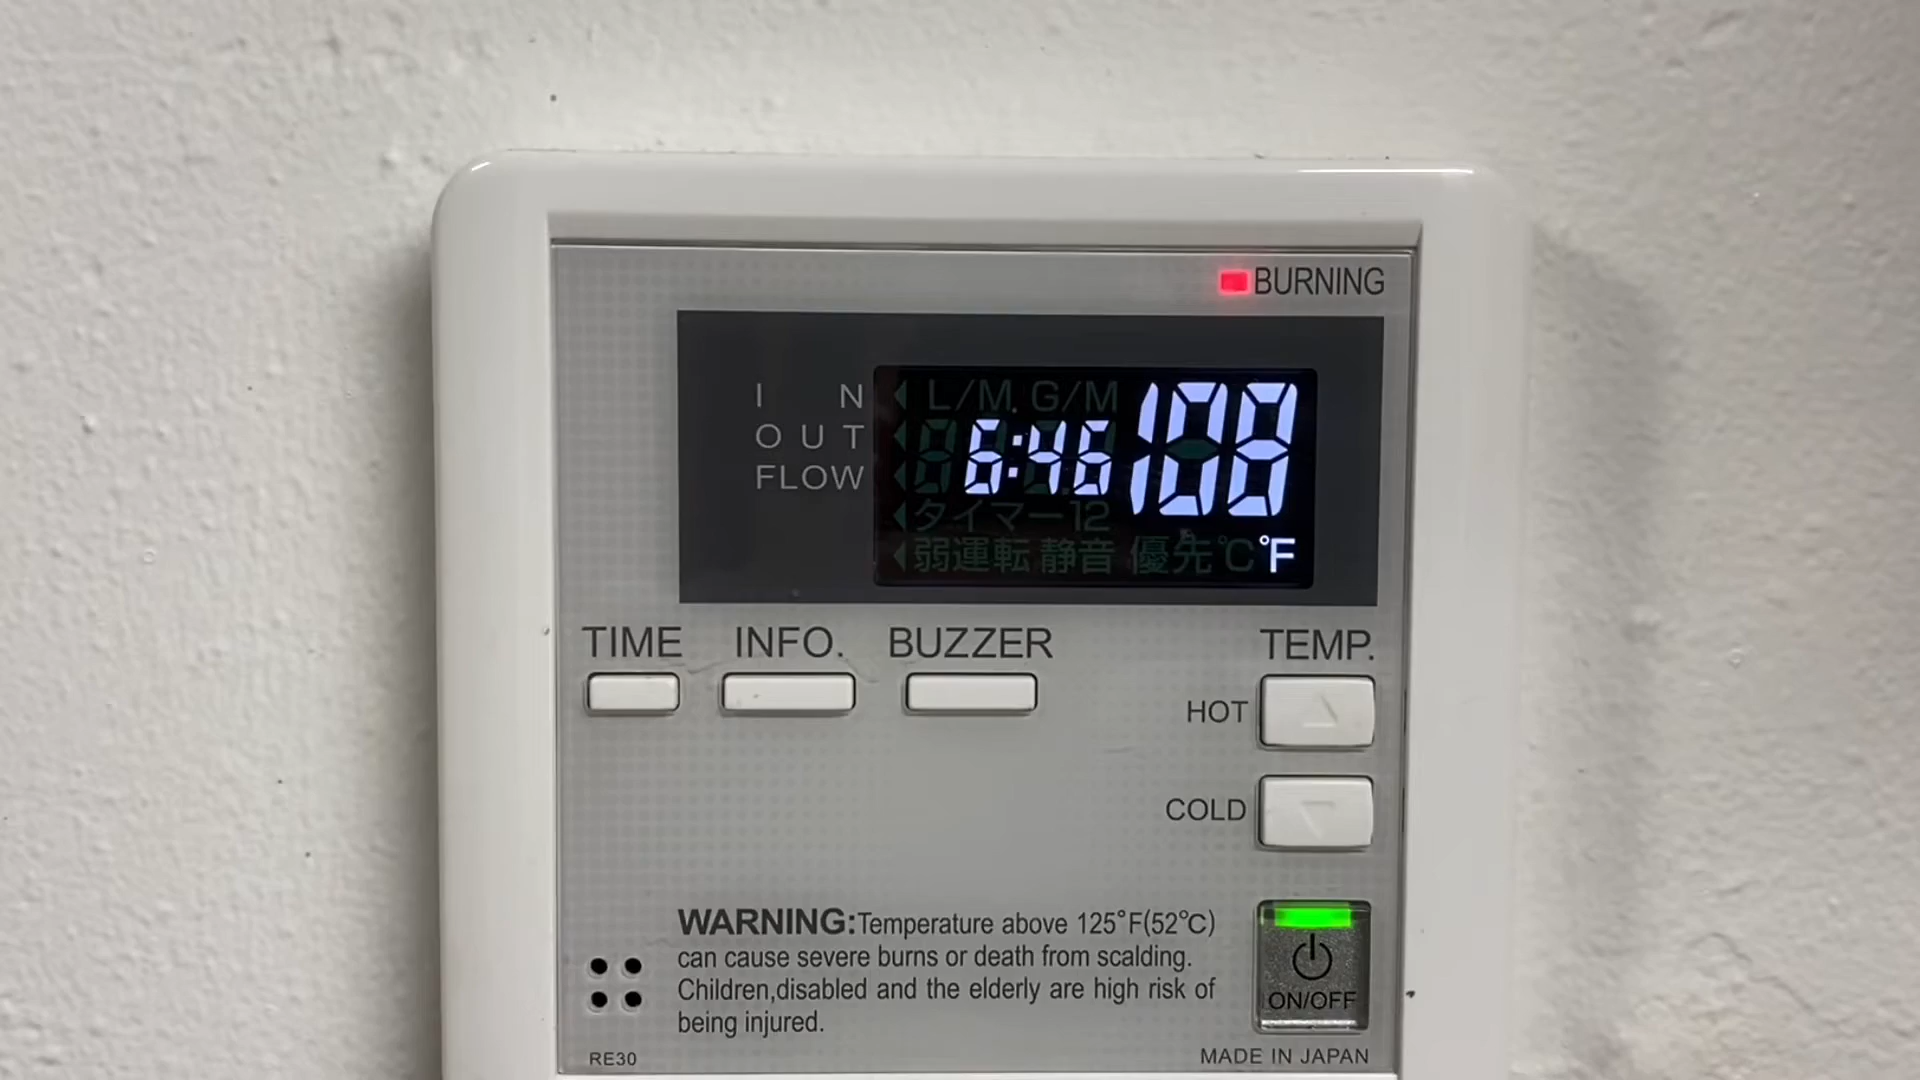 BURNING
I N
OUT
FLOW
L/M G/M
6:46 108
タイマー12
弱運転 静音 優先 °C °F
TIME INFO. BUZZER TEMP.
HOT
COLD
WARNING:Temperature above 125°F(52°C)
can cause severe burns or death from scalding.
Children,disabled and the elderly are high risk of
being injured.
ON/OFF
RE30
MADE IN JAPAN